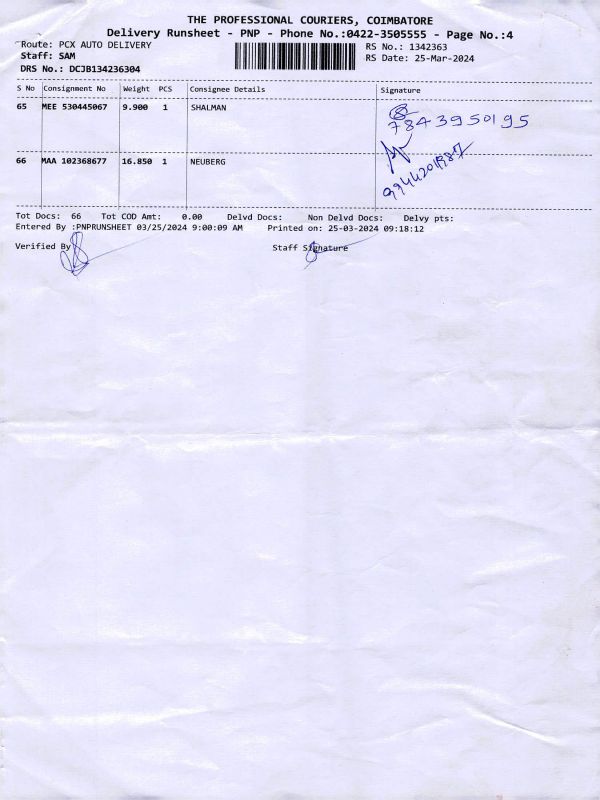 THE PROFESSIONAL COURIERS, COIMBATORE
Delivery Runsheet - PNP - Phone No.:0422-3505555 - Page No.:4
Route: PCX AUTO DELIVERY RS No.: 1342363
Staff: SAM RS Date: 25-Mar-2024
DRS No.: DCJB134236304
S No Consignment No Weight PCS Consignee Details Signature
65 MEE 530445067 9.900 1 SHALMAN
7843950195
66 MAA 102368677 16.850 1 NEUBERG
9944201987
Tot Docs: 66 Tot COD Amt: 0.00 Delvd Docs: Non Delvd Docs: Delvy pts:
Entered By :PNPRUNSHEET 03/25/2024 9:00:09 AM Printed on: 25-03-2024 09:18:12
Verified By Staff Signature